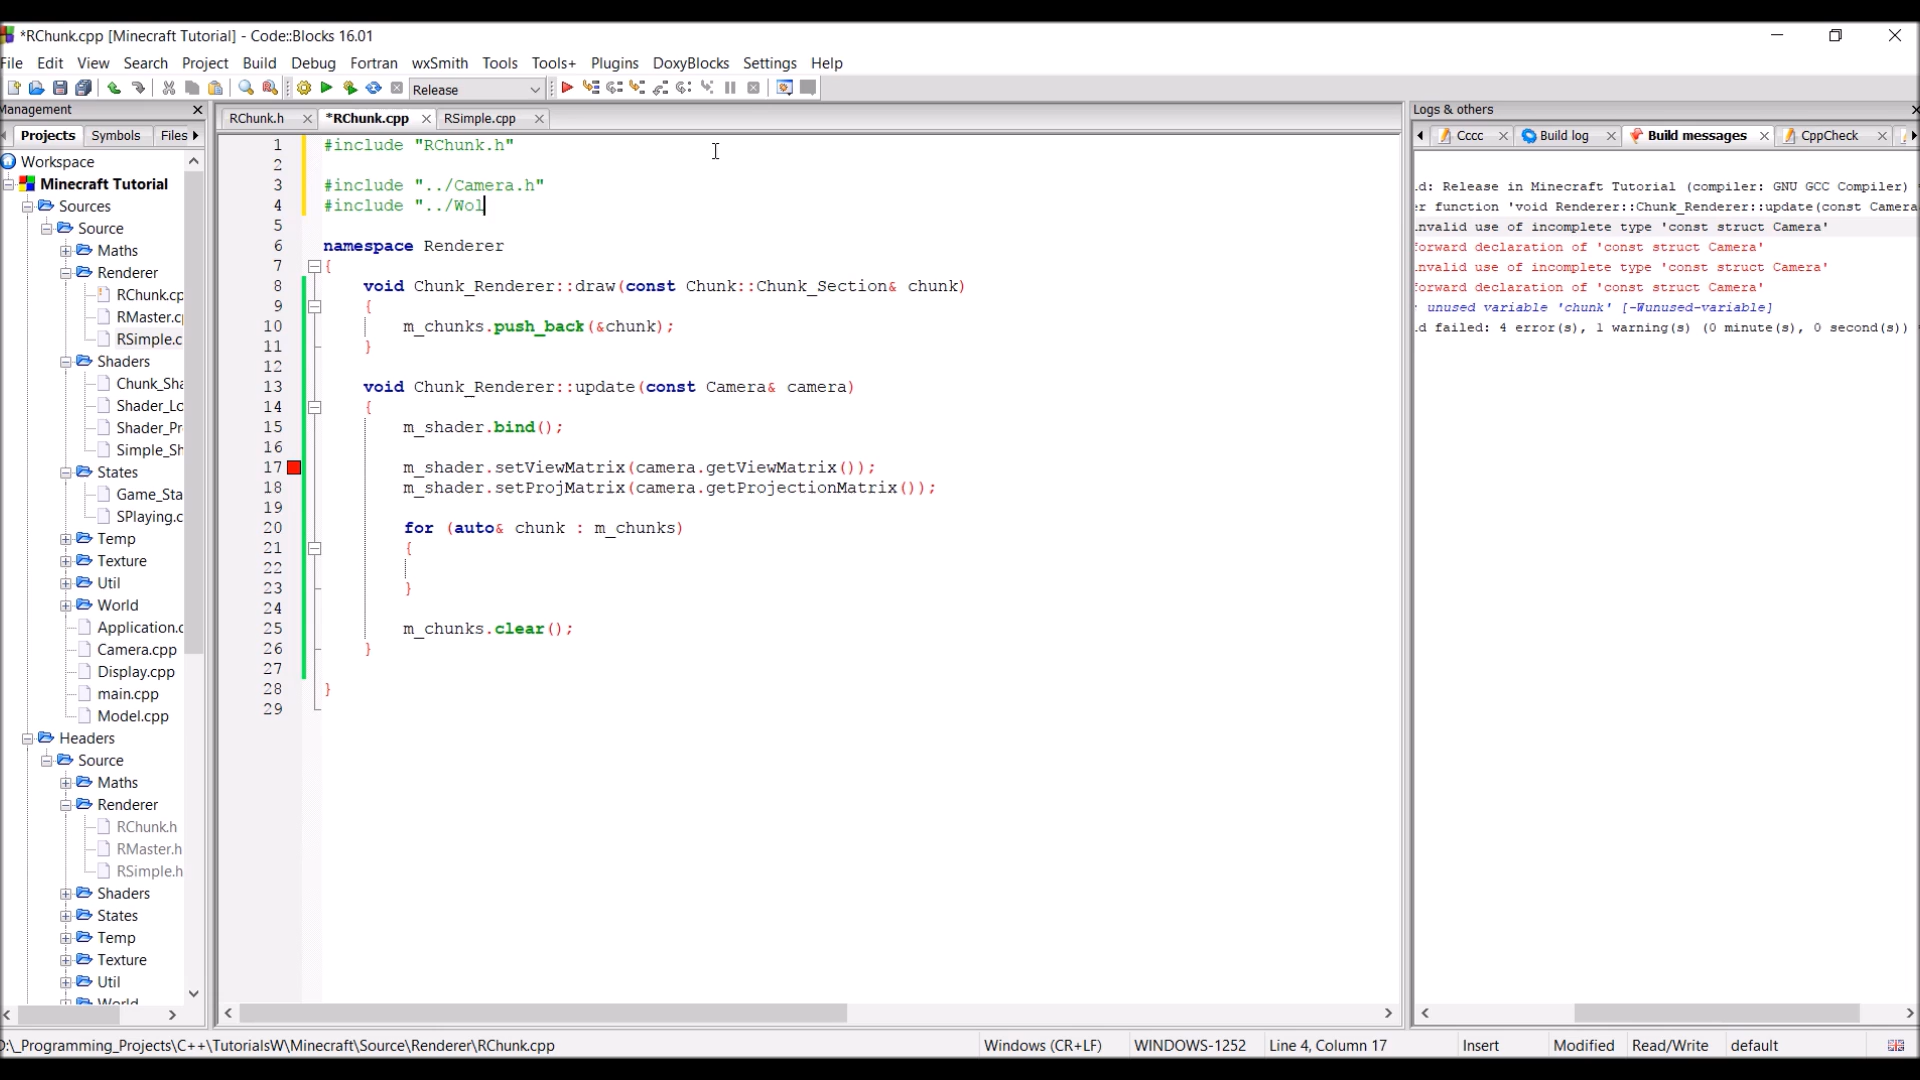 *RChunk.cpp [Minecraft Tutorial] - Code::Blocks 16.01
File Edit View Search Project Build Debug Fortran wxSmith Tools Tools+ Plugins DoxyBlocks Settings Help
Release
Management
Projects Symbols Files
Workspace
Minecraft Tutorial
Sources
Source
Maths
Renderer
RChunk.cp
RMaster.c
RSimple.c
Shaders
Chunk_Sha
Shader_Lo
Shader_Pr
Simple_Sh
States
Game_Sta
SPlaying.c
Temp
Texture
Util
World
Application.c
Camera.cpp
Display.cpp
main.cpp
Model.cpp
Headers
Source
Maths
Renderer
RChunk.h
RMaster.h
RSimple.h
Shaders
States
Temp
Texture
Util
World
RChunk.h *RChunk.cpp RSimple.cpp
1 #include "RChunk.h"
2
3 #include "../Camera.h"
4 #include "../Wol
5
6 namespace Renderer
7 {
8 void Chunk_Renderer::draw(const Chunk::Chunk_Section& chunk)
9 {
10 m_chunks.push_back(&chunk);
11 }
12
13 void Chunk_Renderer::update(const Camera& camera)
14 {
15 m_shader.bind();
16
17 m_shader.setViewMatrix(camera.getViewMatrix());
18 m_shader.setProjMatrix(camera.getProjectionMatrix());
19
20 for (auto& chunk : m_chunks)
21 {
22
23 }
24
25 m_chunks.clear();
26 }
27
28 }
29
Logs & others
Cccc Build log Build messages CppCheck
ld: Release in Minecraft Tutorial (compiler: GNU GCC Compiler)
er function 'void Renderer::Chunk_Renderer::update(const Camera
invalid use of incomplete type 'const struct Camera'
forward declaration of 'const struct Camera'
invalid use of incomplete type 'const struct Camera'
forward declaration of 'const struct Camera'
unused variable 'chunk' [-Wunused-variable]
ld failed: 4 error(s), 1 warning(s) (0 minute(s), 0 second(s))
D:\_Programming_Projects\C++\TutorialsW\Minecraft\Source\Renderer\RChunk.cpp Windows (CR+LF) WINDOWS-1252 Line 4, Column 17 Insert Modified Read/Write default